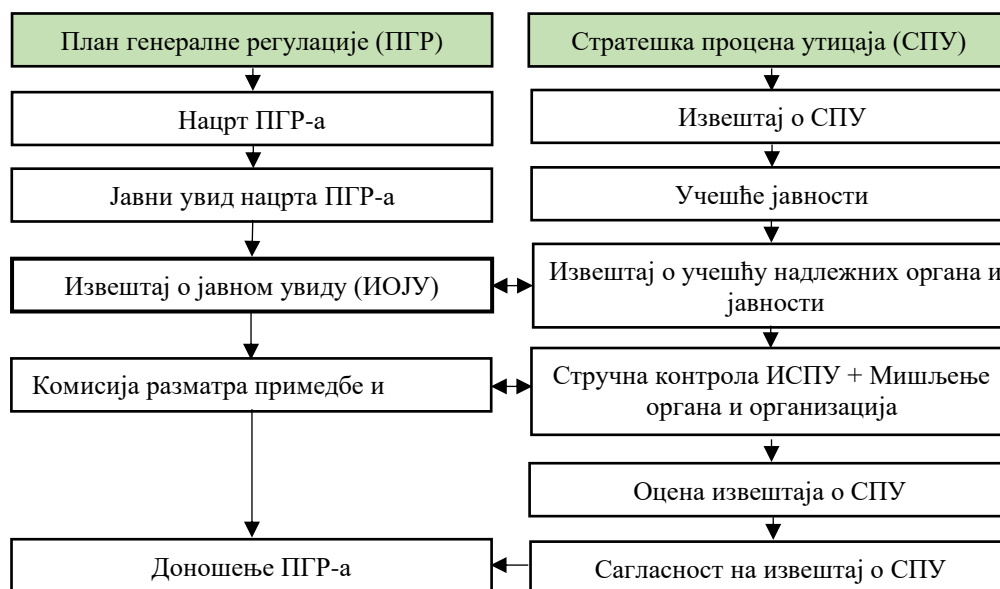 План генералне регулације (ПГР)
Нацрт ПГР-а
Јавни увид нацрта ПГР-а
Извештај о јавном увиду (ИОЈУ)
Комисија разматра примедбе и
Доношење ПГР-а
Стратешка процена утицаја (СПУ)
Извештај о СПУ
Учешће јавности
Извештај о учешћу надлежних органа и
јавности
Стручна контрола ИСПУ + Мишљење
органа и организација
Оцена извештаја о СПУ
Сагласност на извештај о СПУ